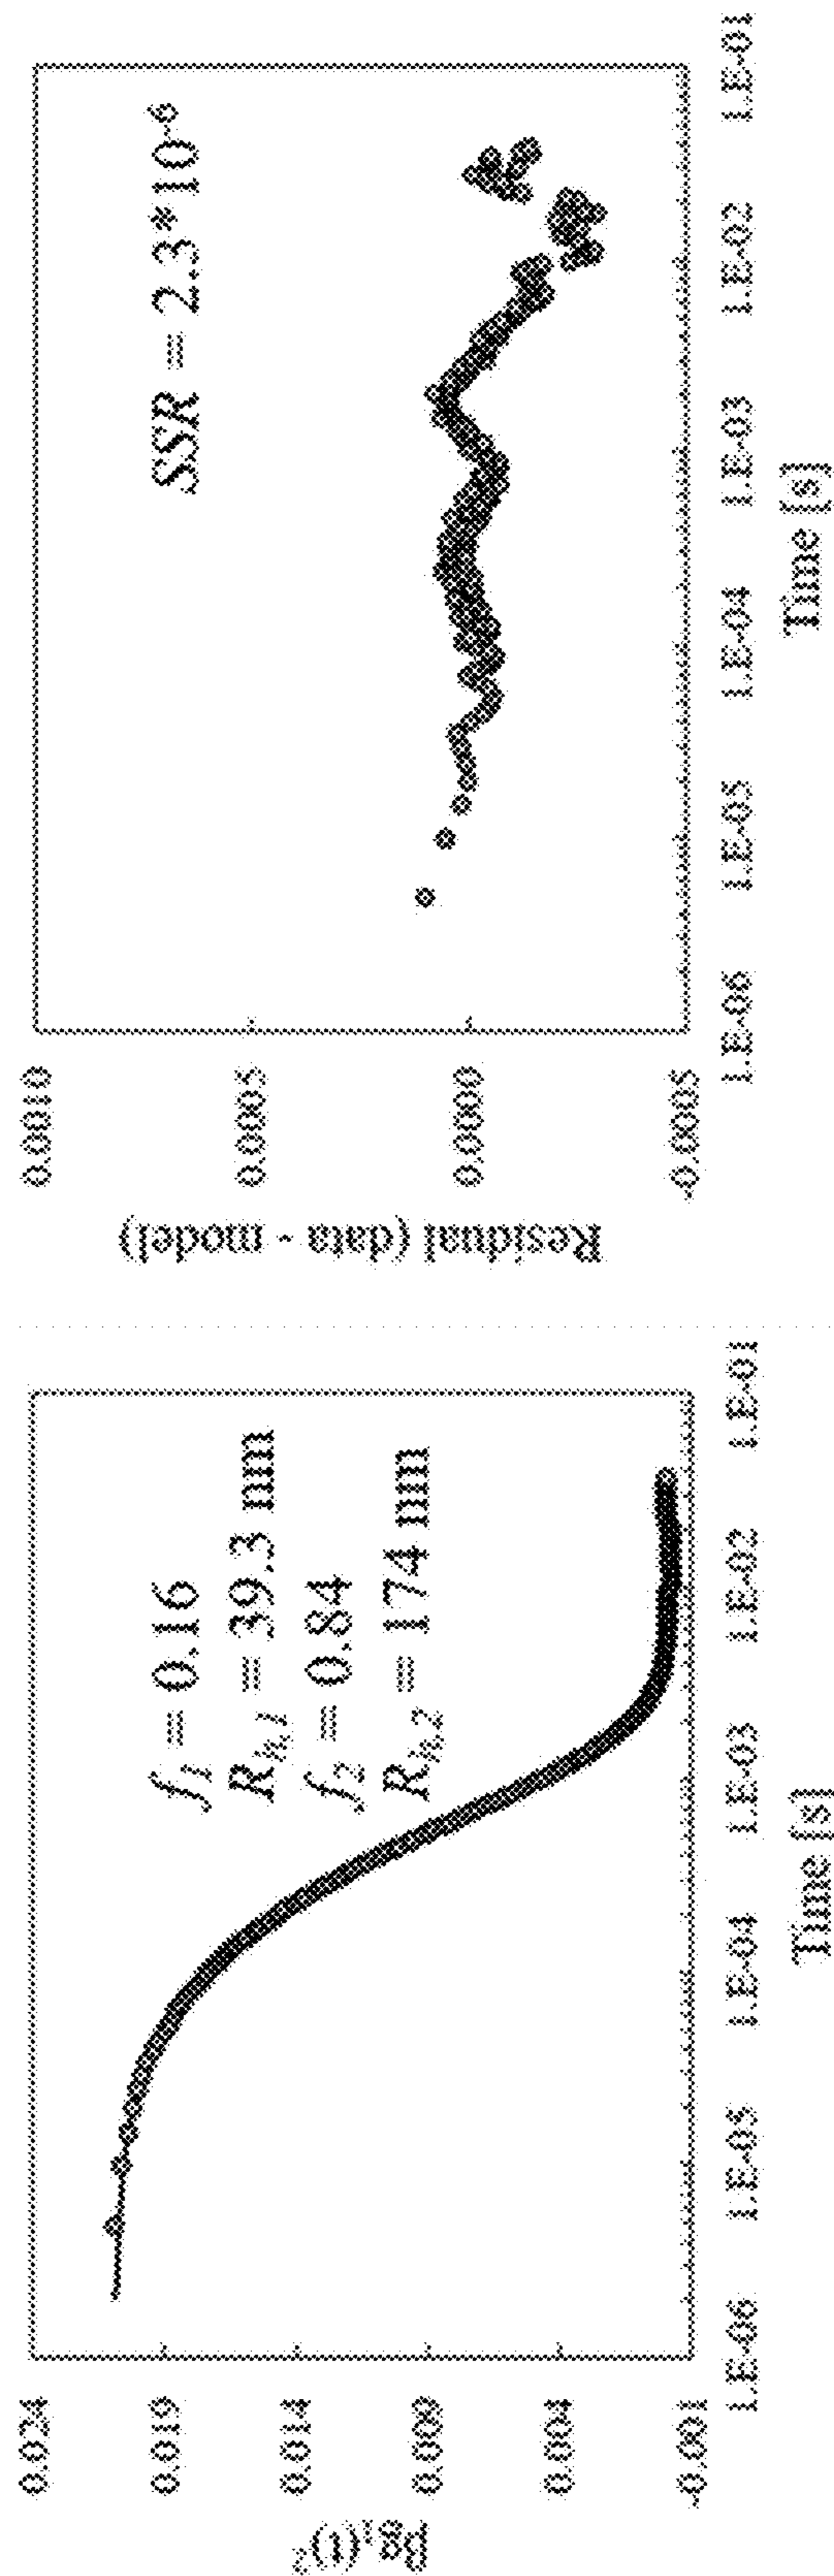 βg₁(t)²
0.024
0.019
0.014
0.009
0.004
-0.001
f₁ = 0.16
R_h,1 = 39.3 nm
f₂ = 0.84
R_h,2 = 174 nm
1.E-06 1.E-05 1.E-04 1.E-03 1.E-02 1.E-01
Time [s]
Residual (data - model)
0.0010
0.0005
0.0000
-0.0005
SSR = 2.3*10⁻⁶
1.E-06 1.E-05 1.E-04 1.E-03 1.E-02 1.E-01
Time [s]